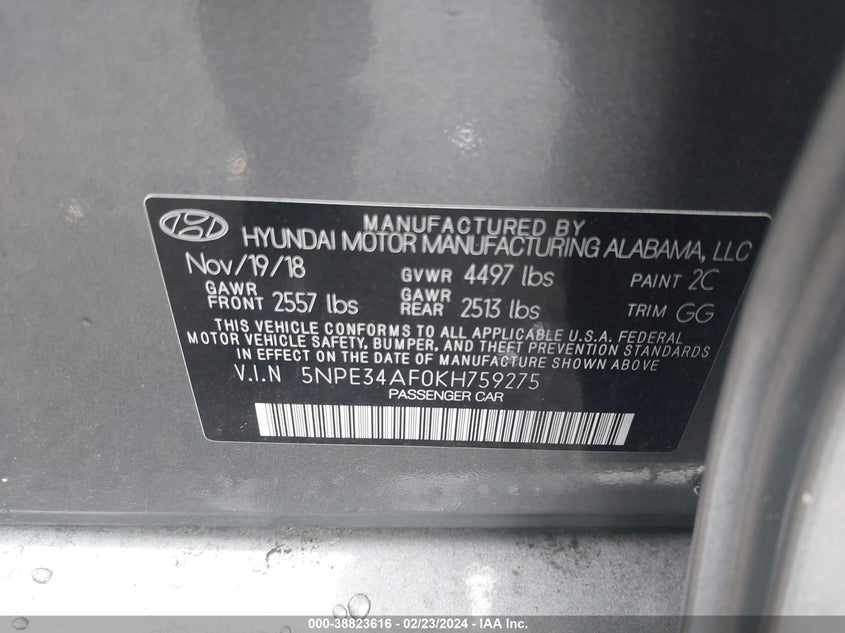 MANUFACTURED BY
HYUNDAI MOTOR MANUFACTURING ALABAMA, LLC
Nov/19/18 GVWR 4497 lbs PAINT 2C
GAWR FRONT 2557 lbs GAWR REAR 2513 lbs TRIM GG
THIS VEHICLE CONFORMS TO ALL APPLICABLE U.S.A. FEDERAL
MOTOR VEHICLE SAFETY, BUMPER, AND THEFT PREVENTION STANDARDS
IN EFFECT ON THE DATE OF MANUFACTURE SHOWN ABOVE
V.I.N 5NPE34AF0KH759275
PASSENGER CAR
000-38823616 - 02/23/2024 - IAA Inc.